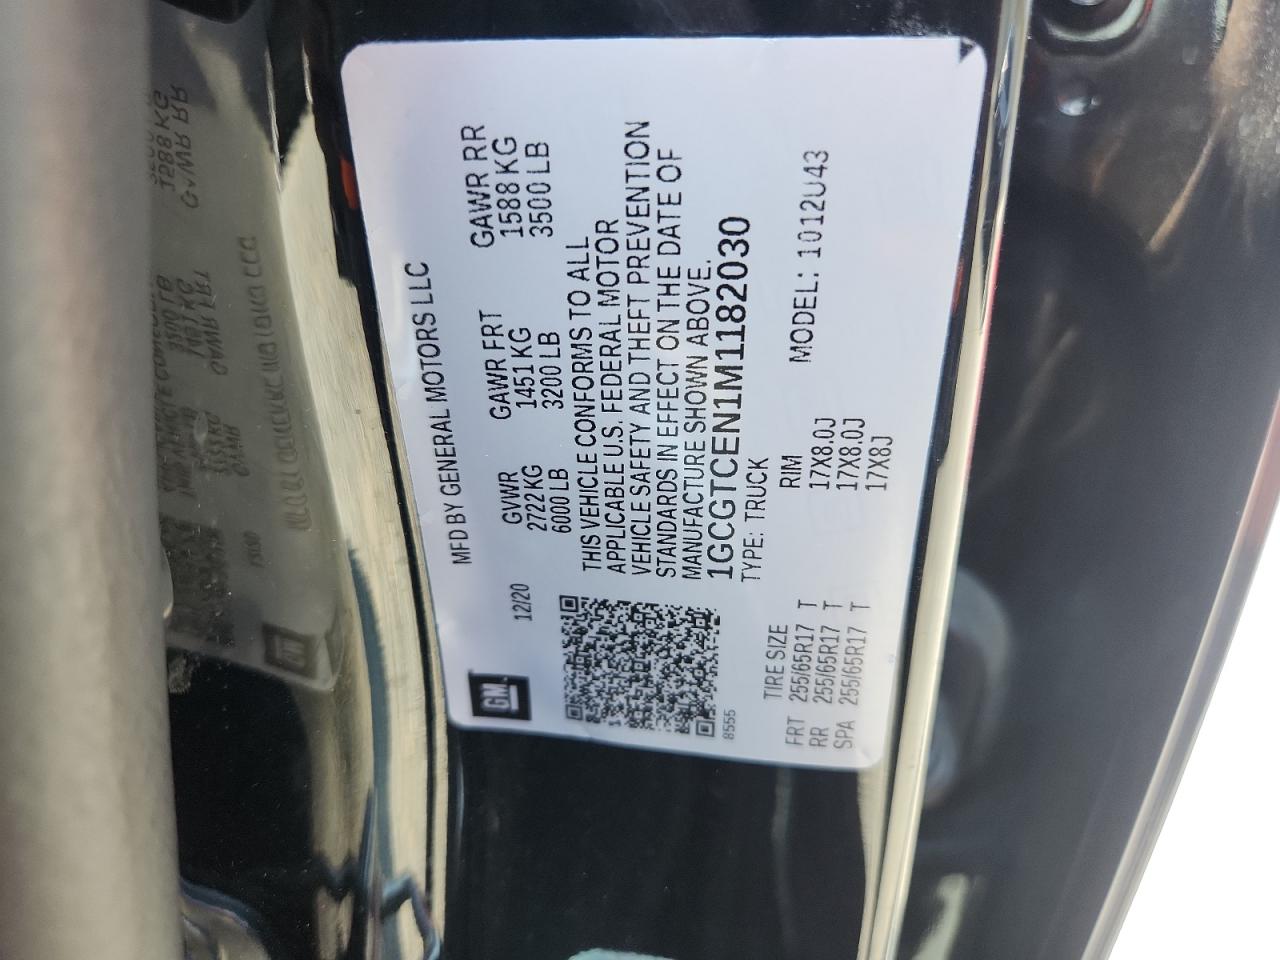 GM
12/20
MFD BY GENERAL MOTORS LLC
GVWR GAWR FRT GAWR RR
2722 KG 1451 KG 1588 KG
6000 LB 3200 LB 3500 LB
THIS VEHICLE CONFORMS TO ALL
APPLICABLE U.S. FEDERAL MOTOR
VEHICLE SAFETY AND THEFT PREVENTION
STANDARDS IN EFFECT ON THE DATE OF
MANUFACTURE SHOWN ABOVE.
1GCGTCEN1M1182030
8555
TYPE: TRUCK
TIRE SIZE RIM MODEL: 1012U43
FRT 255/65R17 T 17X8.0J
RR 255/65R17 T 17X8.0J
SPA 255/65R17 T 17X8J